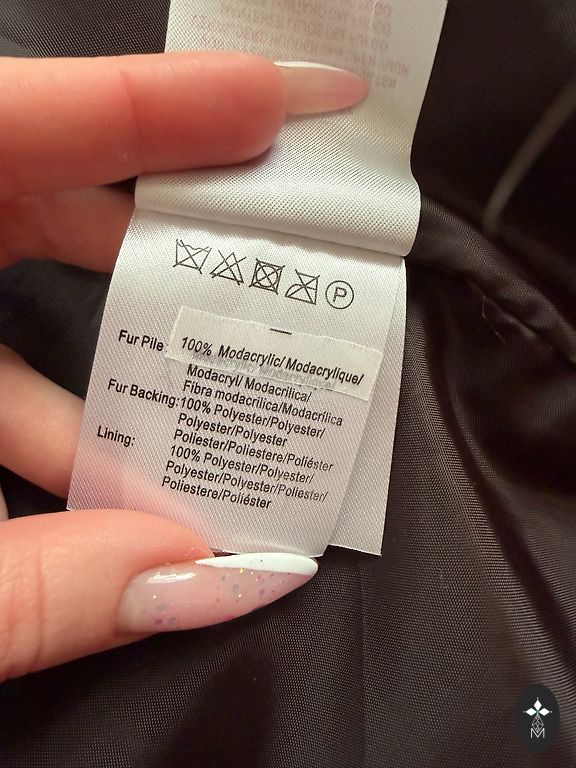 P
Fur Pile 100% Modacrylic/ Modacrylique/
Modacryl/ Modacrilica/
Fibra modacrilica/Modacrílica
Fur Backing: 100% Polyester/Polyester/
Polyester/Polyester
Poliester/Poliestere/Poliéster
Lining: 100% Polyester/Polyester/
Polyester/Polyester/Poliester/
Poliestere/Poliéster
M